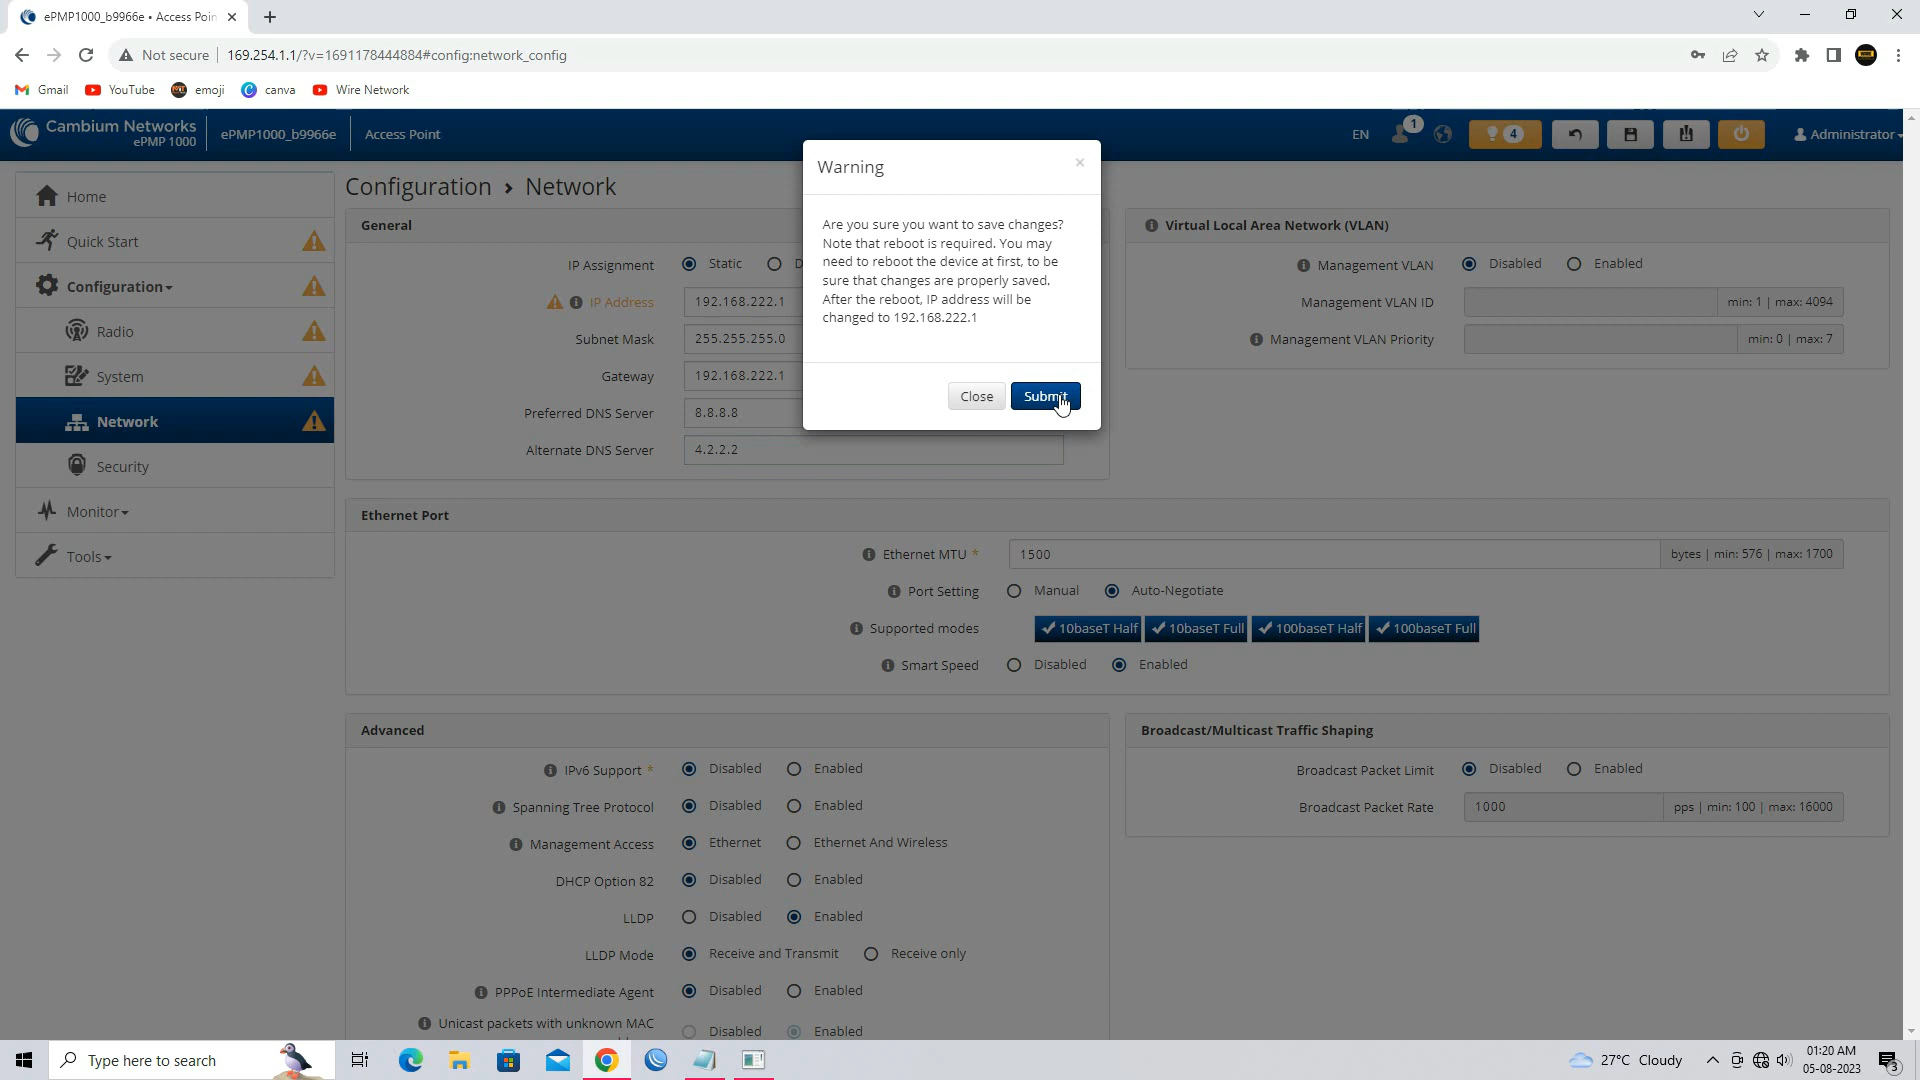 ePMP1000_b9966e • Access Poin
Not secure
169.254.1.1/?v=1691178444884#config:network_config
Gmail
YouTube
emoji
canva
Wire Network
Cambium Networks
ePMP 1000
ePMP1000_b9966e
Access Point
EN
1
4
Administrator
Home
Quick Start
Configuration
Radio
System
Network
Security
Monitor
Tools
Configuration > Network
General
IP Assignment
Static
D
IP Address
192.168.222.1
Subnet Mask
255.255.255.0
Gateway
192.168.222.1
Preferred DNS Server
8.8.8.8
Alternate DNS Server
4.2.2.2
Warning
×
Are you sure you want to save changes?
Note that reboot is required. You may
need to reboot the device at first, to be
sure that changes are properly saved.
After the reboot, IP address will be
changed to 192.168.222.1
Close
Submit
Virtual Local Area Network (VLAN)
Management VLAN
Disabled
Enabled
Management VLAN ID
min: 1 | max: 4094
Management VLAN Priority
min: 0 | max: 7
Ethernet Port
Ethernet MTU *
1500
bytes | min: 576 | max: 1700
Port Setting
Manual
Auto-Negotiate
Supported modes
10baseT Half
10baseT Full
100baseT Half
100baseT Full
Smart Speed
Disabled
Enabled
Advanced
IPv6 Support *
Disabled
Enabled
Spanning Tree Protocol
Disabled
Enabled
Management Access
Ethernet
Ethernet And Wireless
DHCP Option 82
Disabled
Enabled
LLDP
Disabled
Enabled
LLDP Mode
Receive and Transmit
Receive only
PPPoE Intermediate Agent
Disabled
Enabled
Unicast packets with unknown MAC
Disabled
Enabled
Broadcast/Multicast Traffic Shaping
Broadcast Packet Limit
Disabled
Enabled
Broadcast Packet Rate
1000
pps | min: 100 | max: 16000
Type here to search
27°C Cloudy
01:20 AM
05-08-2023
3